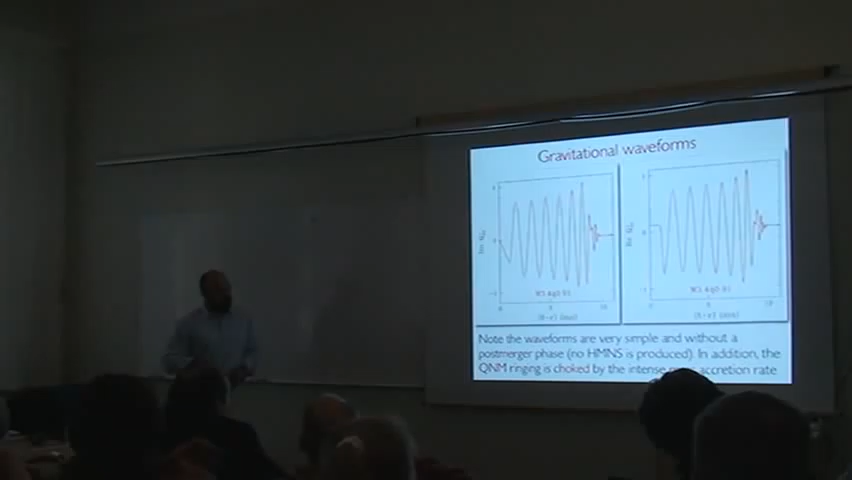 Gravitational waveforms
Note the waveforms are very simple and without a
postmerger phase (no HMNS is produced). In addition, the
QNM ringing is choked by the intense accretion rate